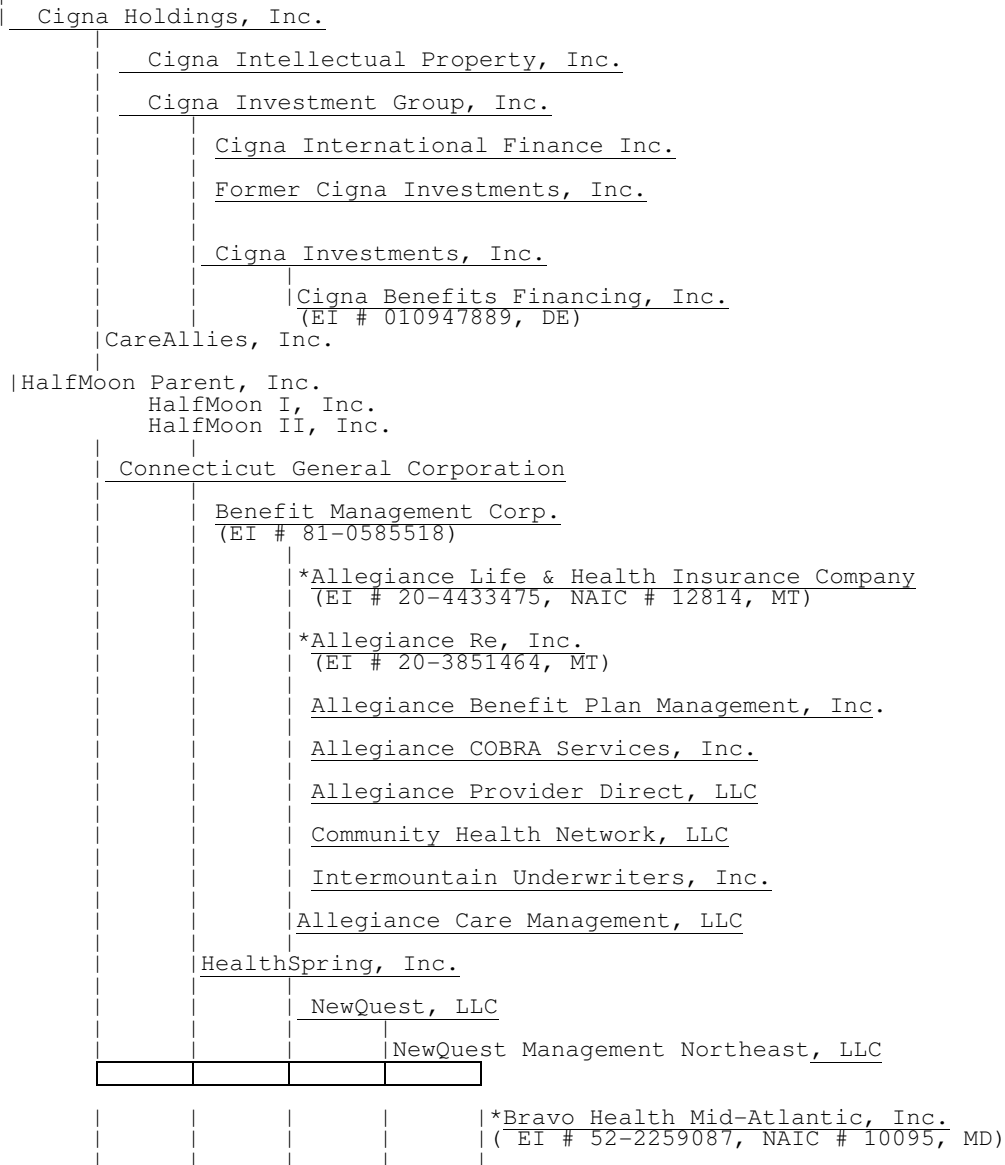 Cigna Holdings, Inc.
Cigna Intellectual Property, Inc.
Cigna Investment Group, Inc.
Cigna International Finance Inc.
Former Cigna Investments, Inc.
Cigna Investments, Inc.
Cigna Benefits Financing, Inc.
(EI # 010947889, DE)
CareAllies, Inc.
HalfMoon Parent, Inc.
HalfMoon I, Inc.
HalfMoon II, Inc.
Connecticut General Corporation
Benefit Management Corp.
(EI # 81-0585518)
*Allegiance Life & Health Insurance Company
(EI # 20-4433475, NAIC # 12814, MT)
*Allegiance Re, Inc.
(EI # 20-3851464, MT)
Allegiance Benefit Plan Management, Inc.
Allegiance COBRA Services, Inc.
Allegiance Provider Direct, LLC
Community Health Network, LLC
Intermountain Underwriters, Inc.
Allegiance Care Management, LLC
HealthSpring, Inc.
NewQuest, LLC
NewQuest Management Northeast, LLC
*Bravo Health Mid-Atlantic, Inc.
( EI # 52-2259087, NAIC # 10095, MD)